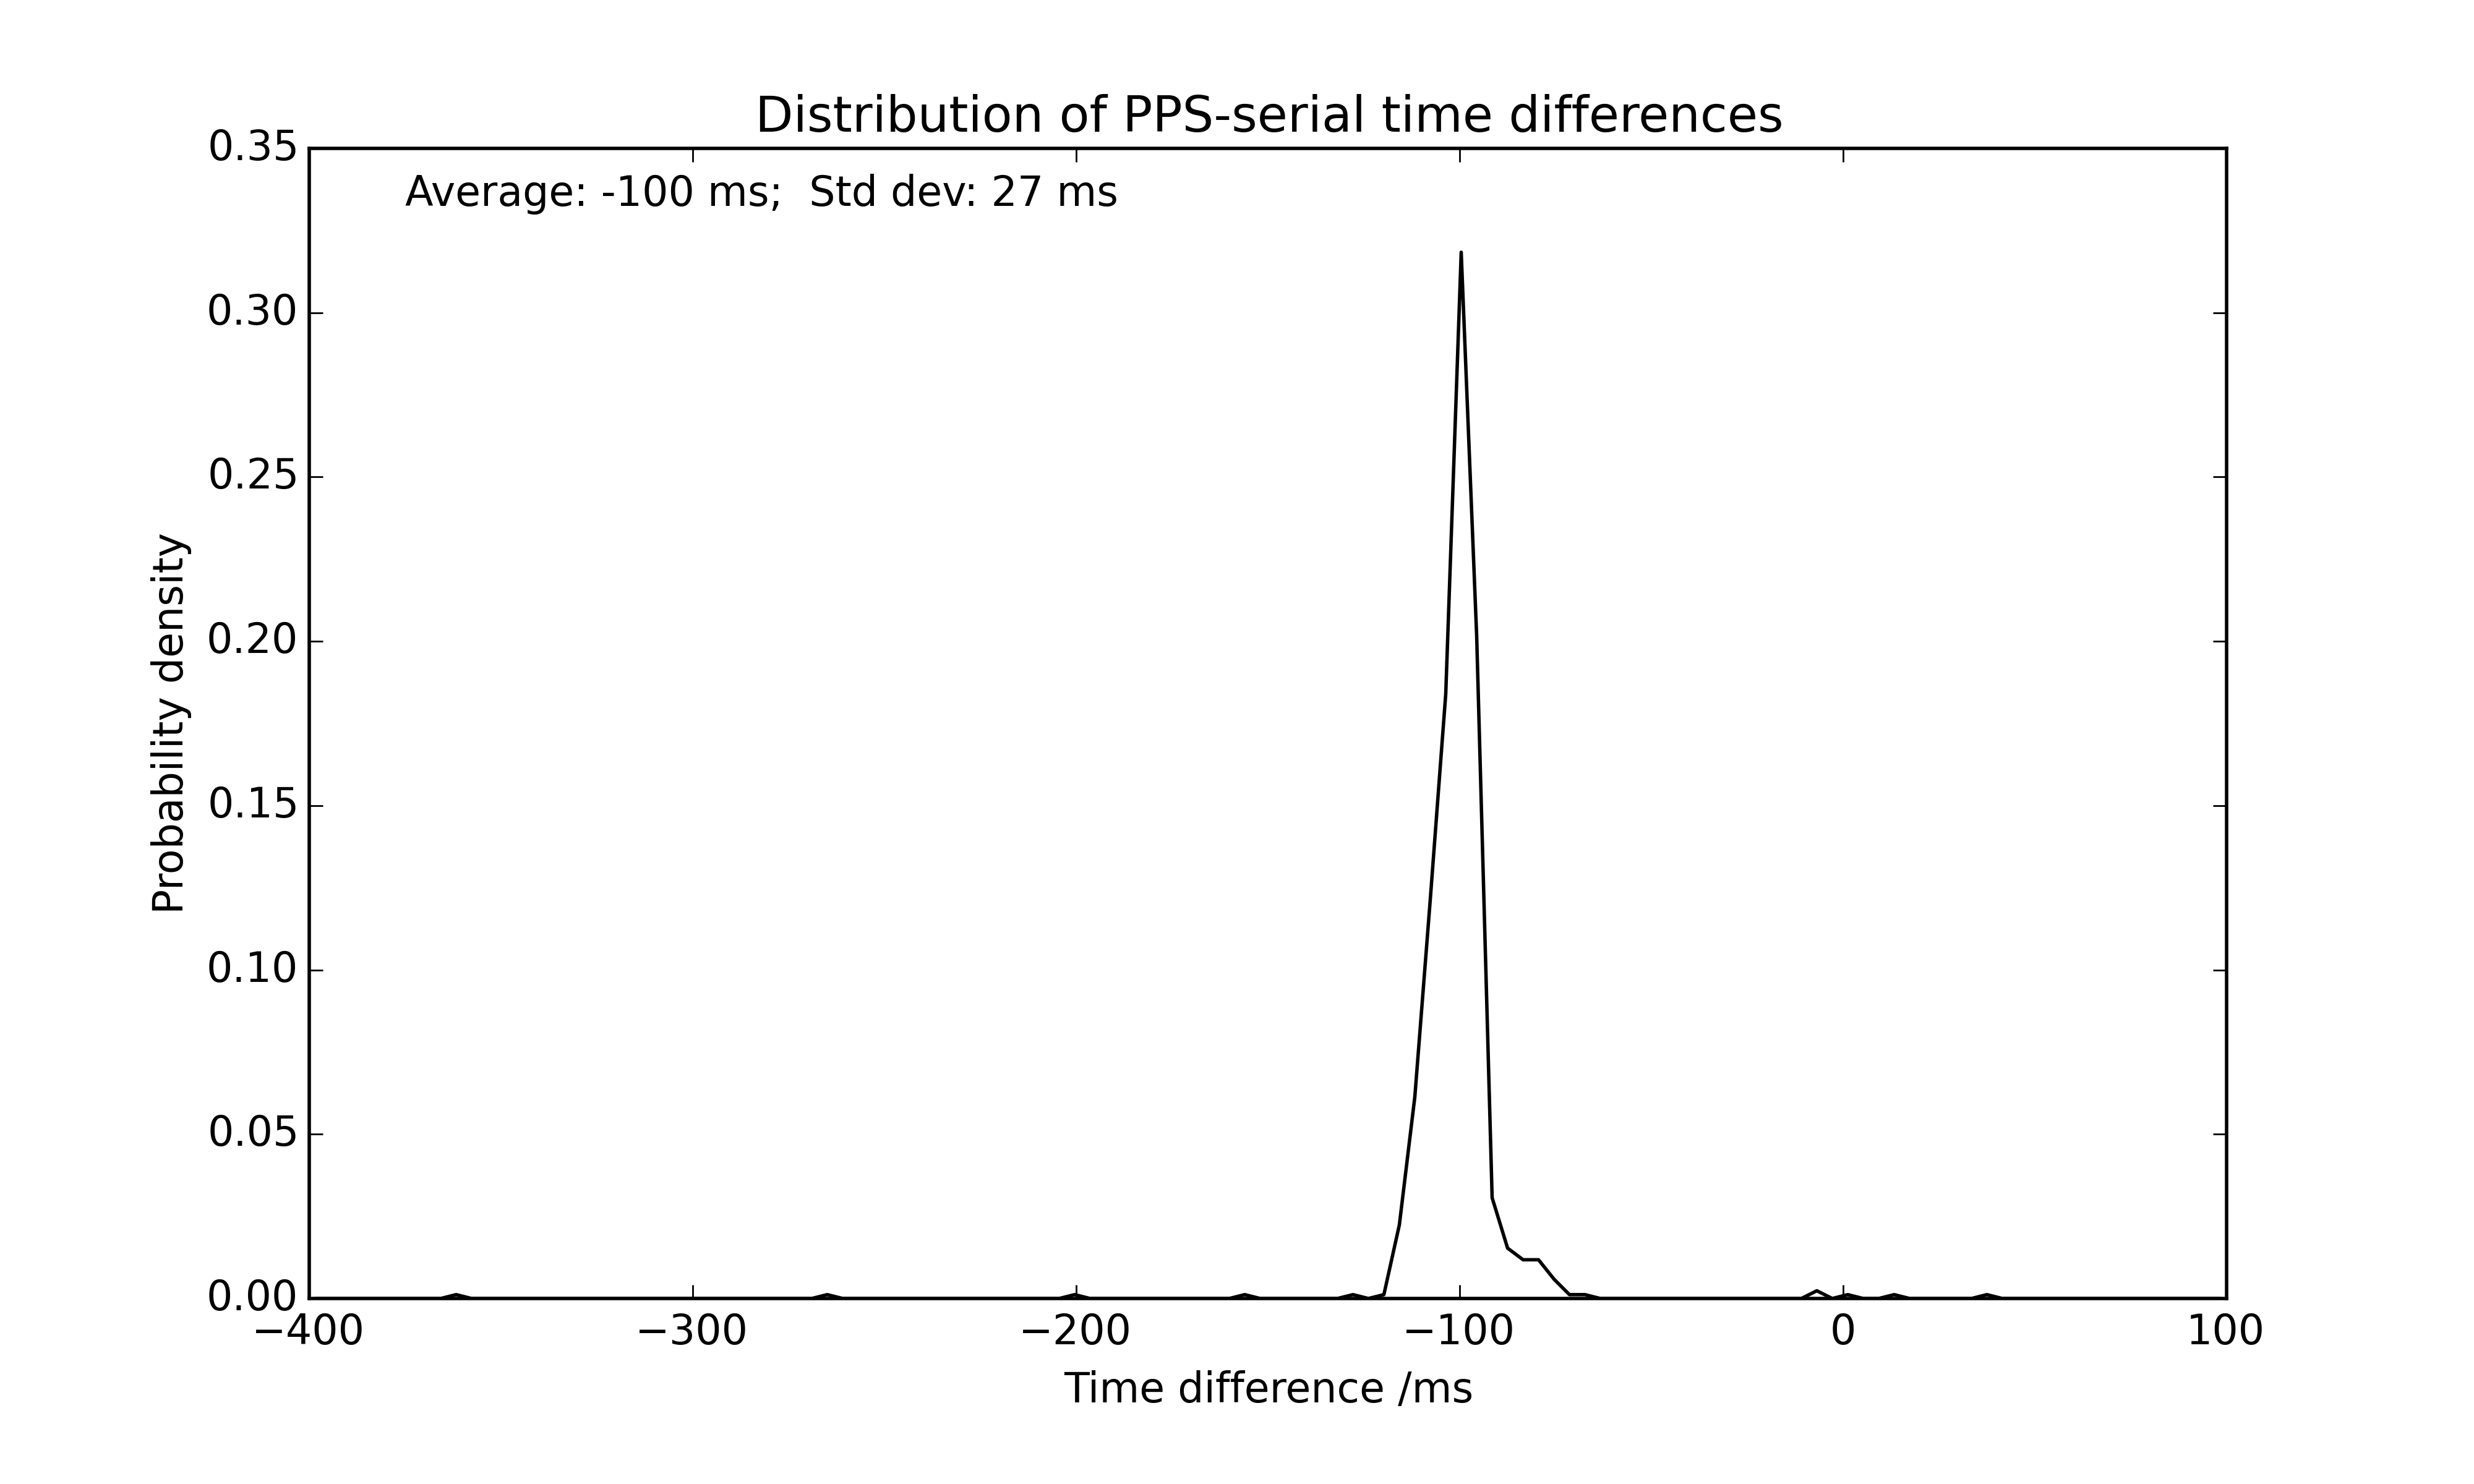 Distribution of PPS-serial time differences
Average: -100 ms;  Std dev: 27 ms
0.35
0.30
0.25
0.20
0.15
0.10
0.05
0.00
Probability density
−400 −300 −200 −100 0 100
Time difference /ms